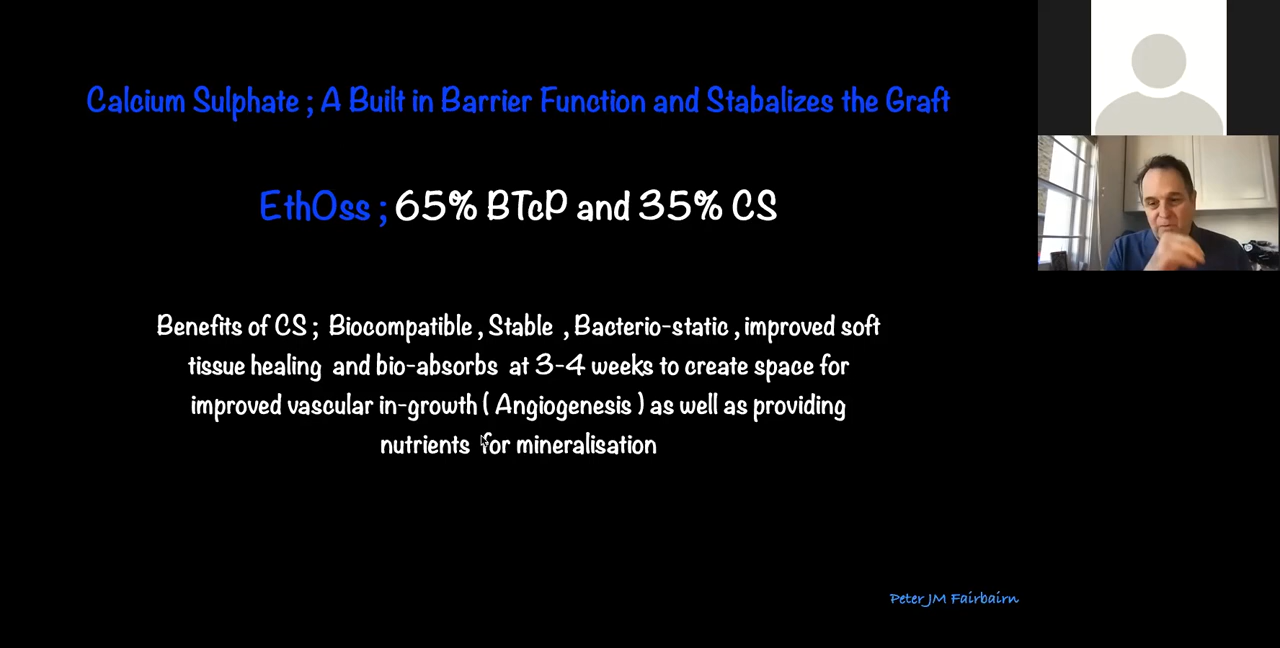 Calcium Sulphate ; A Built in Barrier Function and Stabalizes the Graft
EthOss ; 65% BTcP and 35% CS
Benefits of CS ; Biocompatible , Stable , Bacterio-static , improved soft
tissue healing and bio-absorbs at 3-4 weeks to create space for
improved vascular in-growth ( Angiogenesis ) as well as providing
nutrients for mineralisation
Peter JM Fairbairn